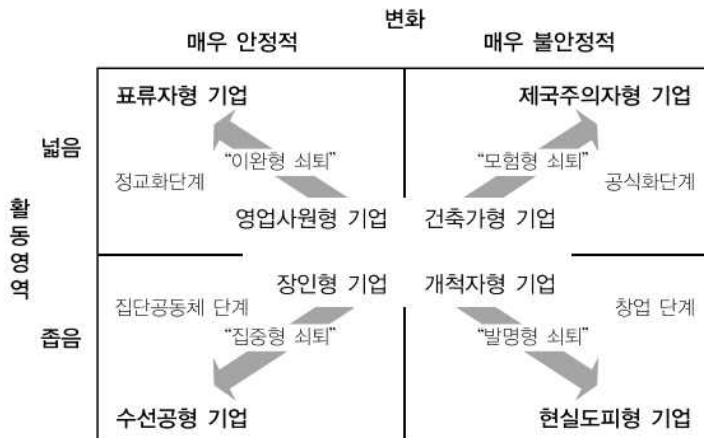 변화
매우 안정적 매우 불안정적
표류자형 기업 제국주의자형 기업
넓음
“이완형 쇠퇴” “모험형 쇠퇴”
정교화단계 공식화단계
활동영역
영업사원형 기업 건축가형 기업
장인형 기업 개척자형 기업
집단공동체 단계 창업 단계
좁음
“집중형 쇠퇴” “발명형 쇠퇴”
수선공형 기업 현실도피형 기업